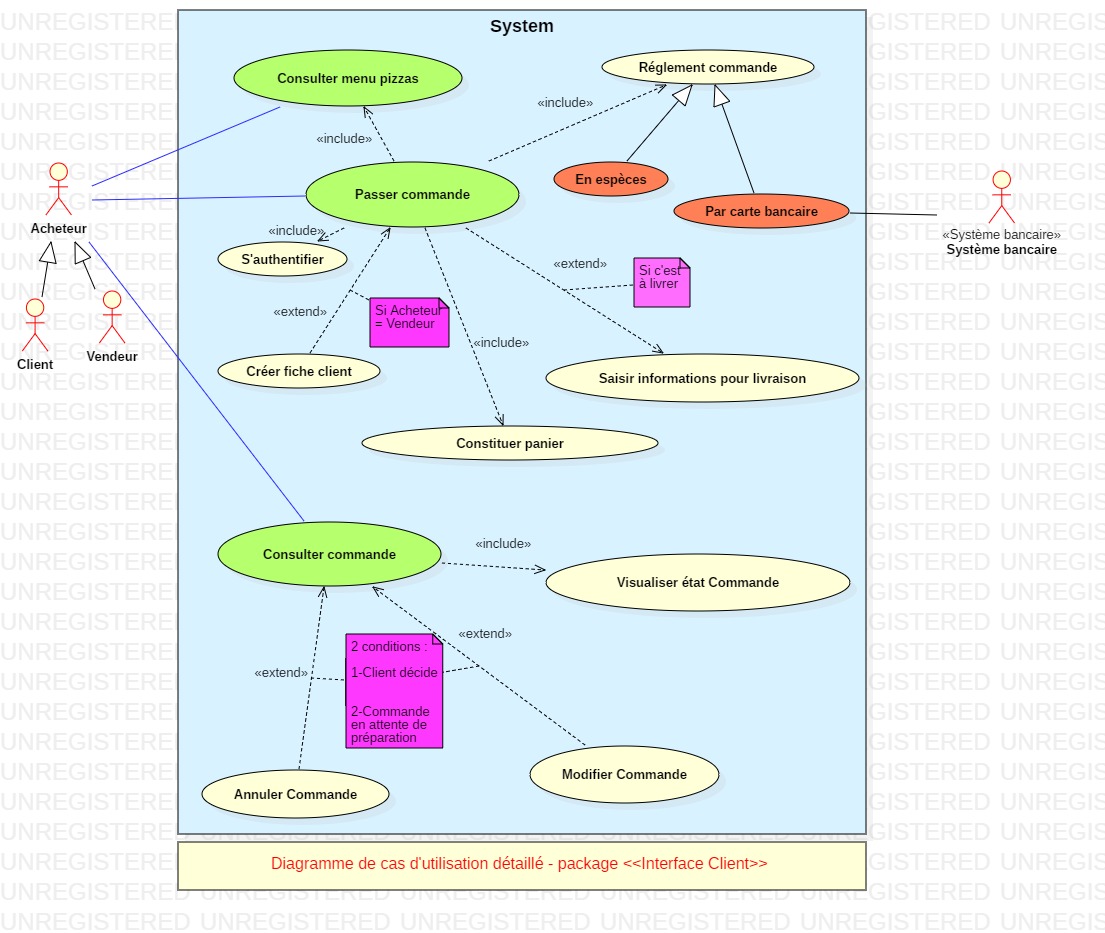 System
Consulter menu pizzas
Réglement commande
«include»
«include»
En espèces
Passer commande
Par carte bancaire
Acheteur
«include»
«Système bancaire»
Système bancaire
S'authentifier
«extend»
Si c'est
à livrer
Si Acheteur
= Vendeur
«extend»
«include»
Client
Vendeur
Créer fiche client
Saisir informations pour livraison
Constituer panier
Consulter commande
«include»
Visualiser état Commande
«extend»
2 conditions :
1-Client décide
2-Commande
en attente de
préparation
«extend»
Modifier Commande
Annuler Commande
Diagramme de cas d'utilisation détaillé - package <<Interface Client>>
UNREGISTERED